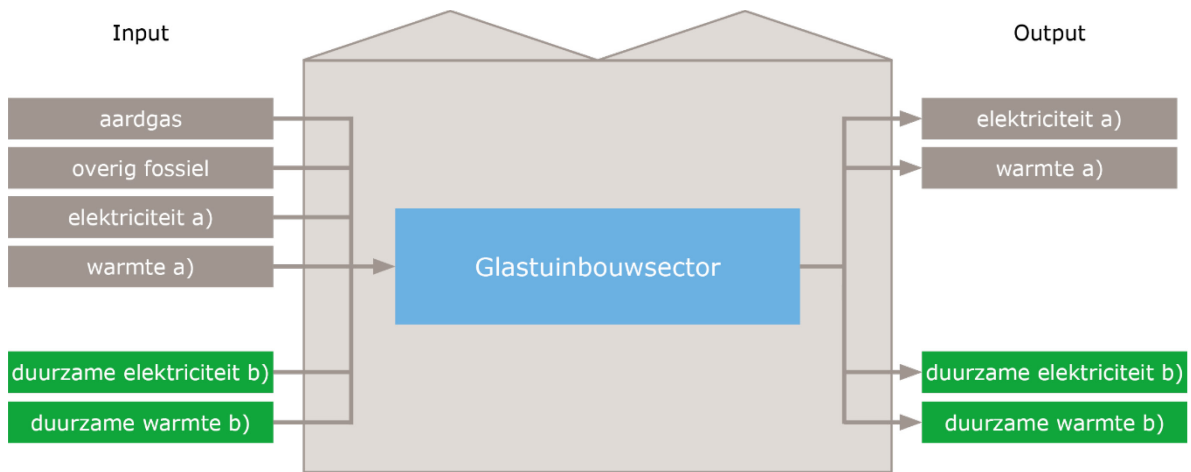 Input
aardgas
overig fossiel
elektriciteit a)
warmte a)
duurzame elektriciteit b)
duurzame warmte b)
Glastuinbouwsector
Output
elektriciteit a)
warmte a)
duurzame elektriciteit b)
duurzame warmte b)